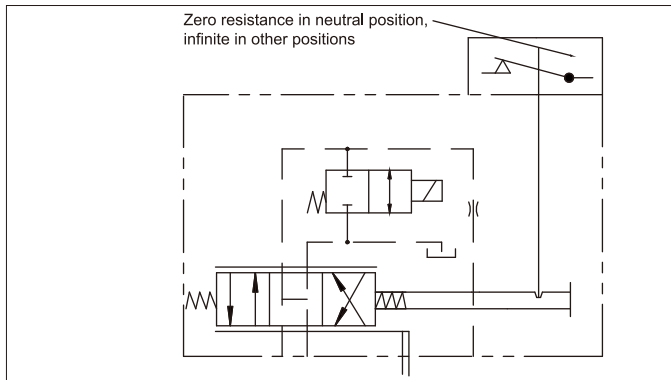 Zero resistance in neutral position,
infinite in other positions